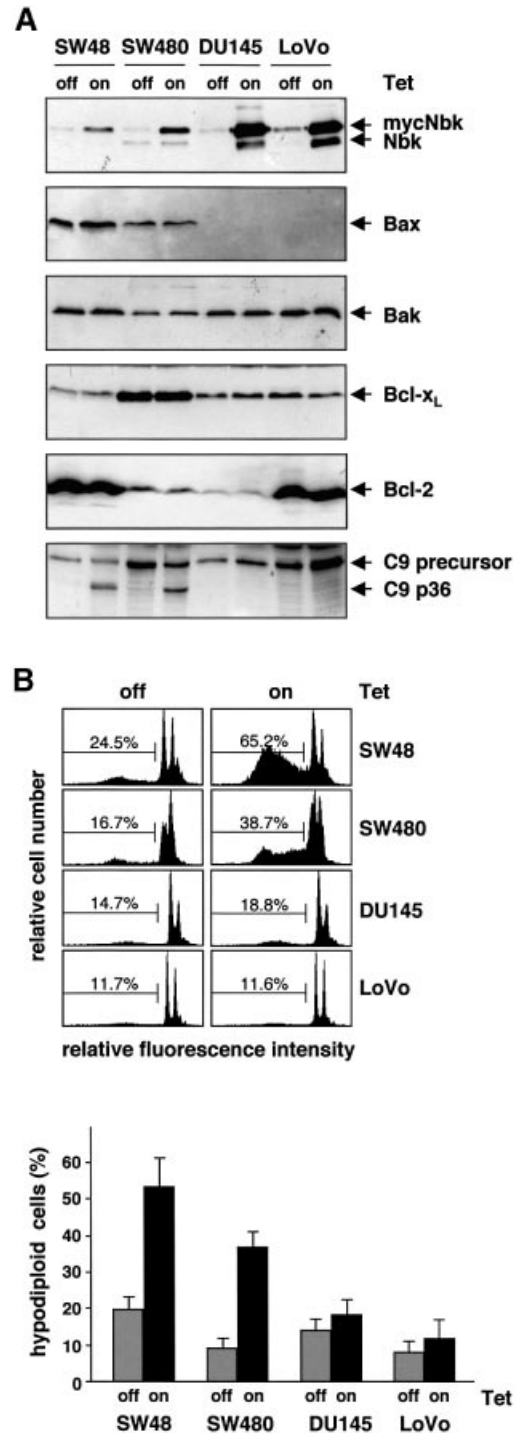 A
SW48 SW480 DU145 LoVo
off on off on off on off on Tet
mycNbk
Nbk
Bax
Bak
Bcl-xL
Bcl-2
C9 precursor
C9 p36
B
off on Tet
24.5% 65.2% SW48
16.7% 38.7% SW480
14.7% 18.8% DU145
11.7% 11.6% LoVo
relative cell number
relative fluorescence intensity
hypodiploid cells (%)
60
50
40
30
20
10
0
off on off on off on off on Tet
SW48 SW480 DU145 LoVo